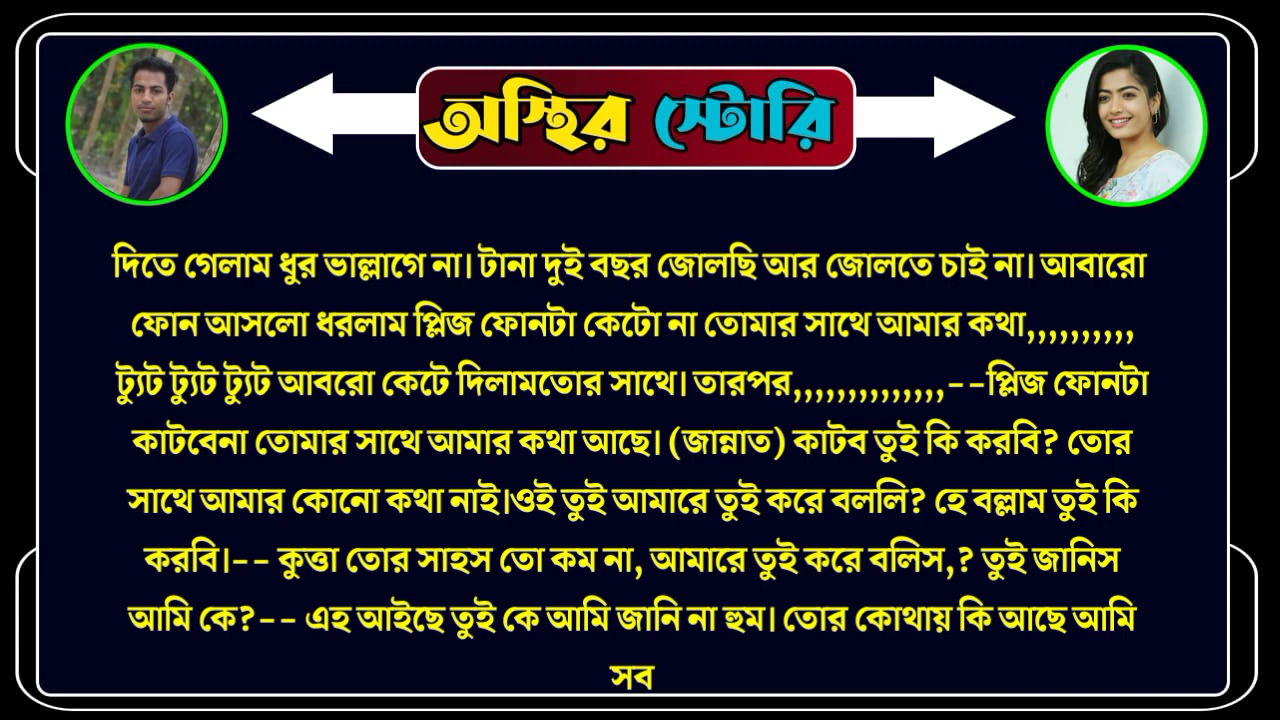 অস্থির স্টোরি
দিতে গেলাম ধুর ভাল্লাগে না। টানা দুই বছর জোলছি আর জোলতে চাই না। আবারো
ফোন আসলো ধরলাম প্লিজ ফোনটা কেটো না তোমার সাথে আমার কথা,,,,,,,,,,
ট্যুট ট্যুট ট্যুট আবরো কেটে দিলামতোর সাথে। তারপর,,,,,,,,,,,,,,--প্লিজ ফোনটা
কাটবেনা তোমার সাথে আমার কথা আছে। (জান্নাত) কাটব তুই কি করবি? তোর
সাথে আমার কোনো কথা নাই।ওই তুই আমারে তুই করে বললি? হে বল্লাম তুই কি
করবি।-- কুত্তা তোর সাহস তো কম না, আমারে তুই করে বলিস,? তুই জানিস
আমি কে?-- এহ আইছে তুই কে আমি জানি না হুম। তোর কোথায় কি আছে আমি
সব